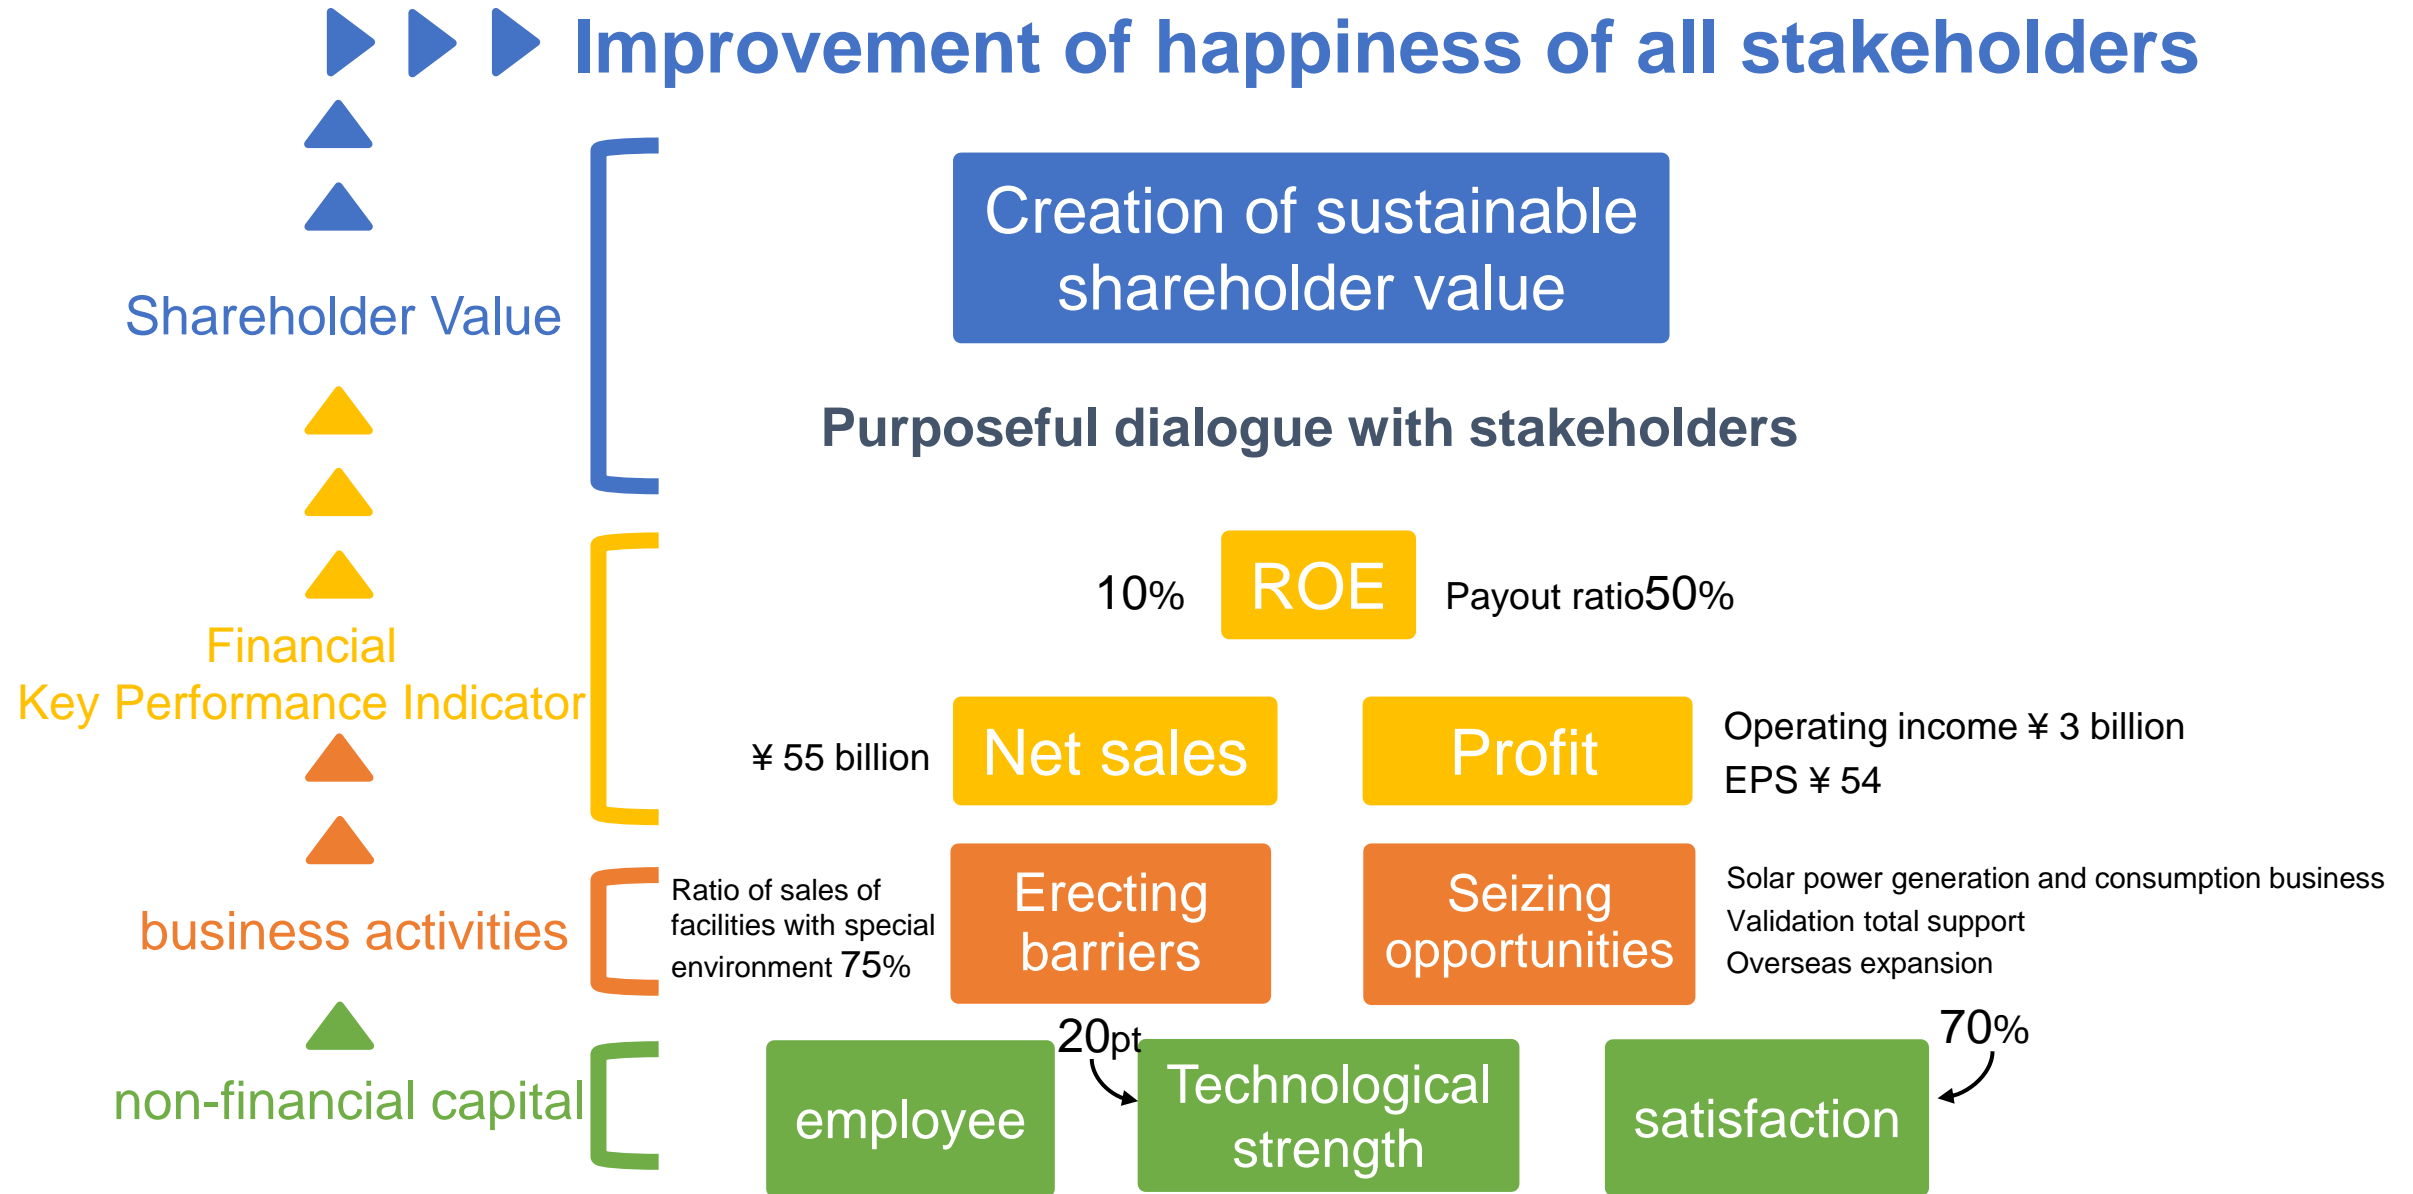 Improvement of happiness of all stakeholders
Shareholder Value
Creation of sustainable
shareholder value
Purposeful dialogue with stakeholders
Financial
Key Performance Indicator
10%
ROE
Payout ratio50%
¥ 55 billion
Net sales
Profit
Operating income ¥ 3 billion
EPS ¥ 54
business activities
Ratio of sales of
facilities with special
environment 75%
Erecting
barriers
Seizing
opportunities
Solar power generation and consumption business
Validation total support
Overseas expansion
non-financial capital
employee
20pt
Technological
strength
70%
satisfaction